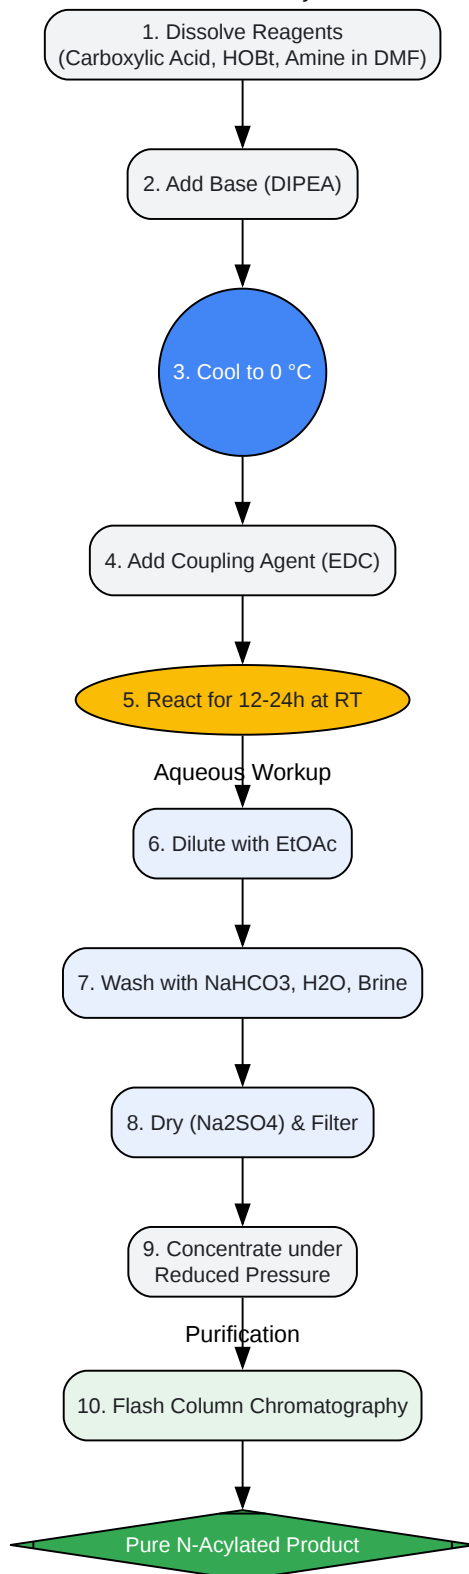 1. Dissolve Reagents
(Carboxylic Acid, HOBt, Amine in DMF)
2. Add Base (DIPEA)
3. Cool to 0 °C
4. Add Coupling Agent (EDC)
5. React for 12-24h at RT
Aqueous Workup
6. Dilute with EtOAc
7. Wash with NaHCO3, H2O, Brine
8. Dry (Na2SO4) & Filter
9. Concentrate under
Reduced Pressure
Purification
10. Flash Column Chromatography
Pure N-Acylated Product